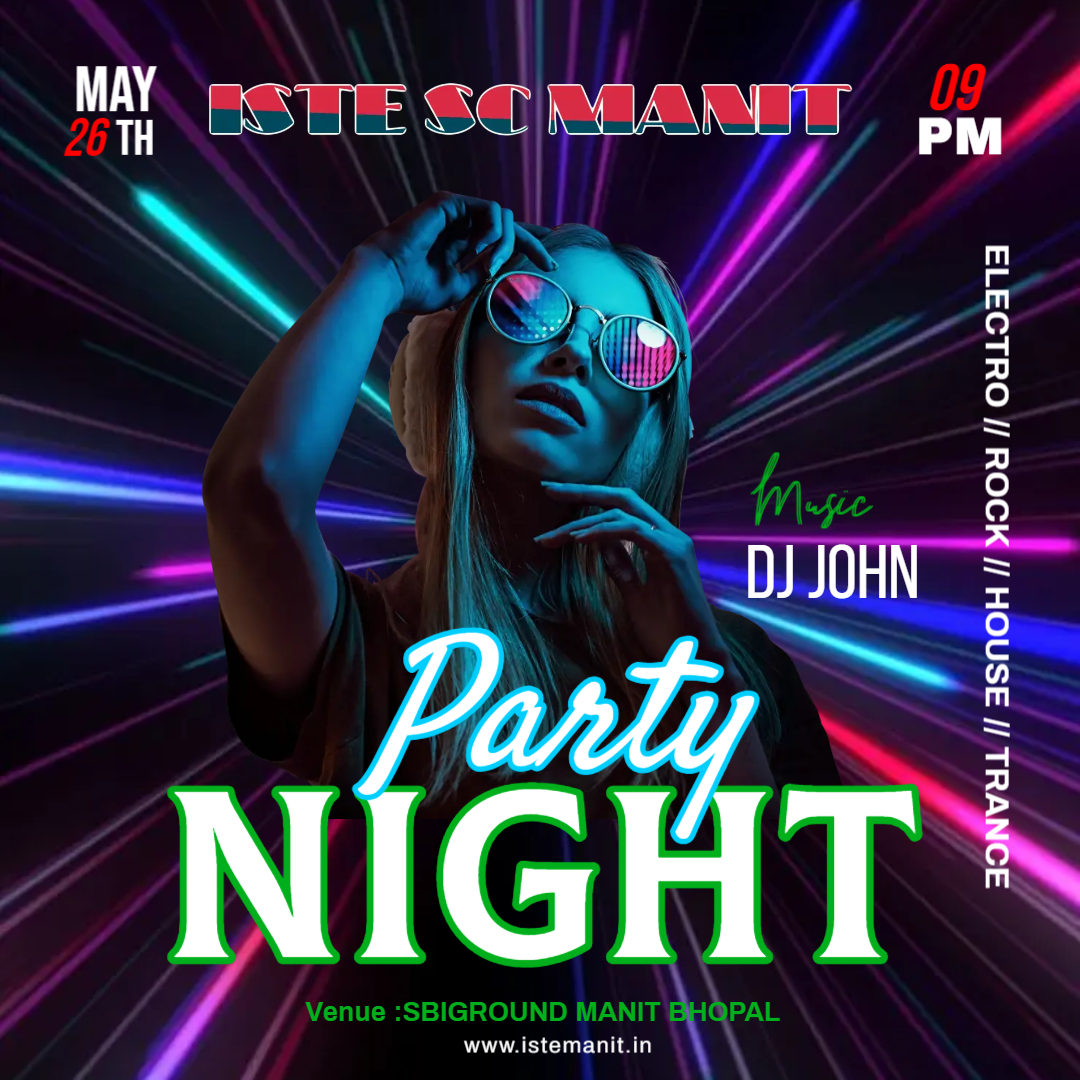 MAY
26 TH
ISTE SC MANIT
09
PM
ELECTRO // ROCK // HOUSE // TRANCE
Music
DJ JOHN
Party
NIGHT
Venue :SBIGROUND MANIT BHOPAL
www.istemanit.in